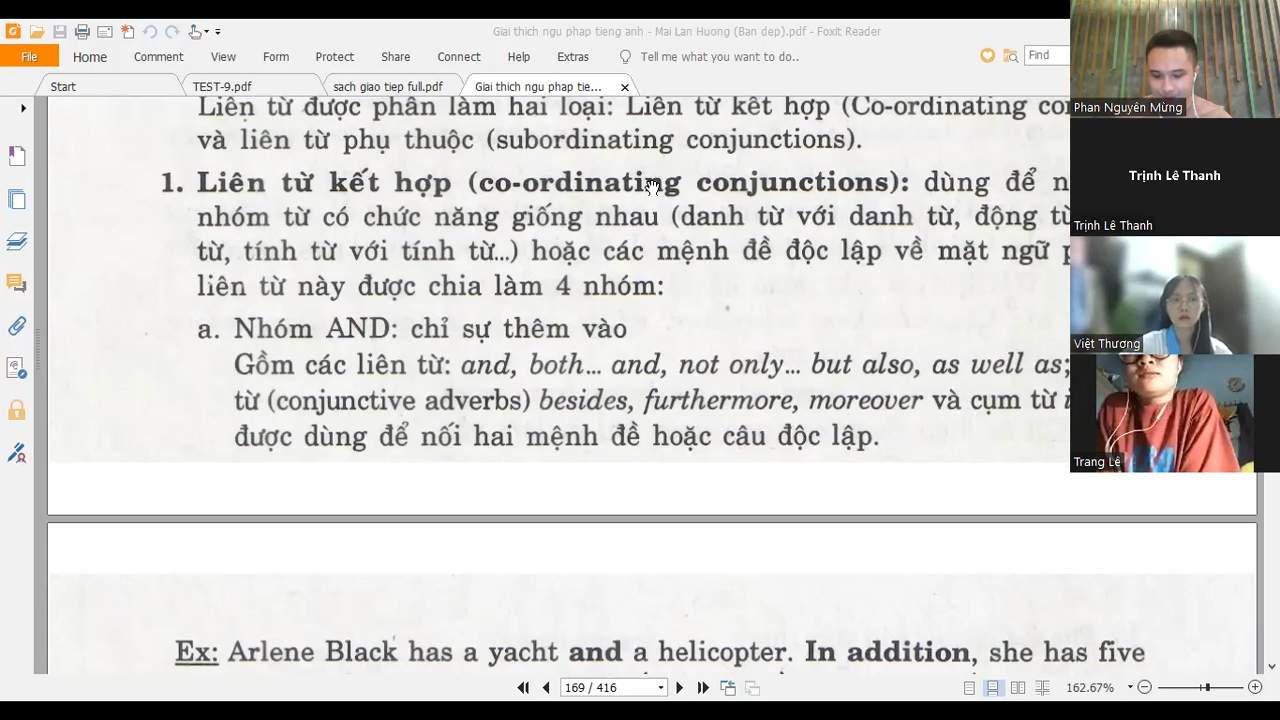 Giai thich ngu phap tieng anh - Mai Lan Huong (Ban dep).pdf - Foxit Reader
File Home Comment View Form Protect Share Connect Help Extras Tell me what you want to do.. Find
Start TEST-9.pdf sach giao tiep full.pdf Giai thich ngu phap tie...
Liên từ được phân làm hai loại: Liên từ kết hợp (Co-ordinating
và liên từ phụ thuộc (subordinating conjunctions).
1. Liên từ kết hợp (co-ordinating conjunctions): dùng để
nhóm từ có chức năng giống nhau (danh từ với danh từ, động
từ, tính từ với tính từ...) hoặc các mệnh đề độc lập về mặt ngữ
liên từ này được chia làm 4 nhóm:
a. Nhóm AND: chỉ sự thêm vào
Gồm các liên từ: and, both... and, not only... but also, as well as;
từ (conjunctive adverbs) besides, furthermore, moreover và cụm từ
được dùng để nối hai mệnh đề hoặc câu độc lập.
Ex: Arlene Black has a yacht and a helicopter. In addition, she has five
169 / 416 162.67%
Phan Nguyên Mừng
Trịnh Lê Thanh
Trịnh Lê Thanh
Việt Thương
Trang Lê